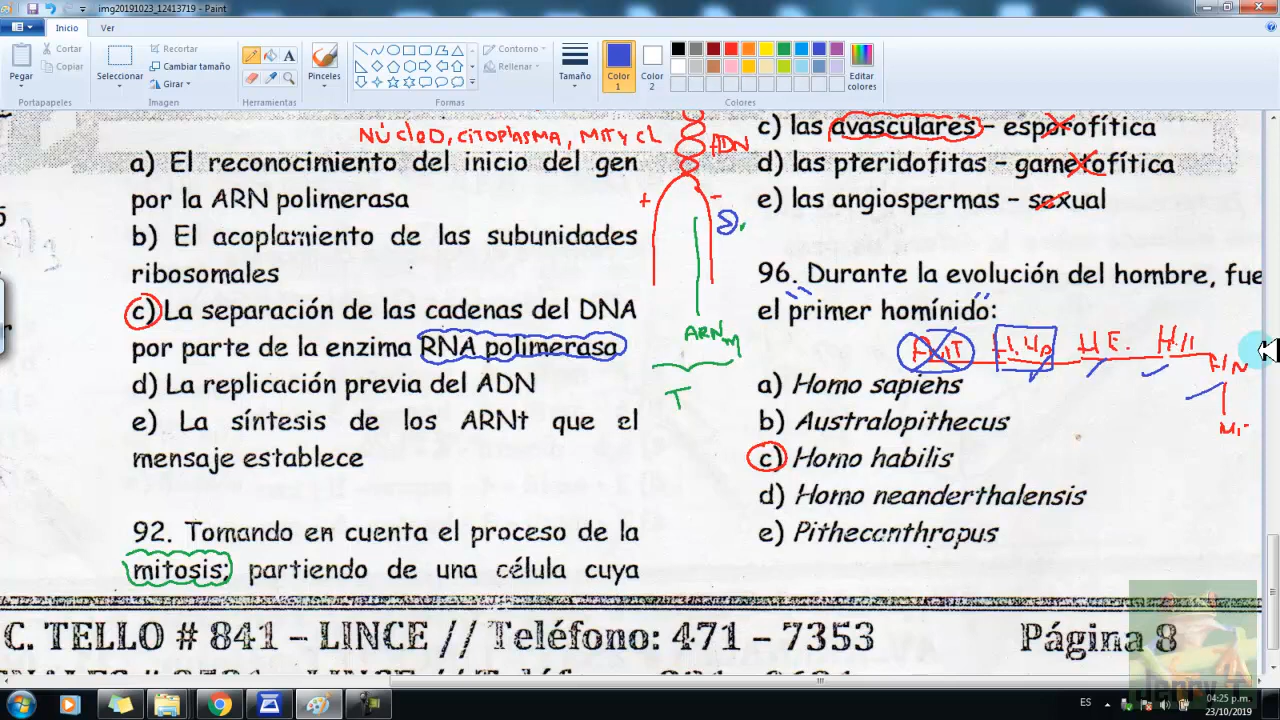 img20191023_12413719 - Paint
Inicio Ver
Pegar
Seleccionar
Cortar
Copiar
Recortar
Cambiar tamaño
Girar
Pinceles
Contorno
Rellenar
Tamaño
Color 1
Color 2
Editar colores
Portapapeles Imagen Herramientas Formas Colores
NÚCLEO, CITOPLASMA, MIT Y CL
ADN
a) El reconocimiento del inicio del gen
por la ARN polimerasa
b) El acoplamiento de las subunidades
ribosomales
c) La separación de las cadenas del DNA
por parte de la enzima RNA polimerasa
d) La replicación previa del ADN
e) La síntesis de los ARNt que el
mensaje establece
+ -
ARNm
T
92. Tomando en cuenta el proceso de la
mitosis; partiendo de una célula cuya
c) las avasculares – esporofítica
d) las pteridofitas – gametofítica
e) las angiospermas – sexual
96. Durante la evolución del hombre, fue
el primer homínido:
H.E. H.N
a) Homo sapiens
b) Australopithecus
c) Homo habilis
d) Homo neanderthalensis
e) Pithecanthropus
C. TELLO # 841 – LINCE // Teléfono: 471 – 7353 Página 8
ES
04:25 p.m.
23/10/2019